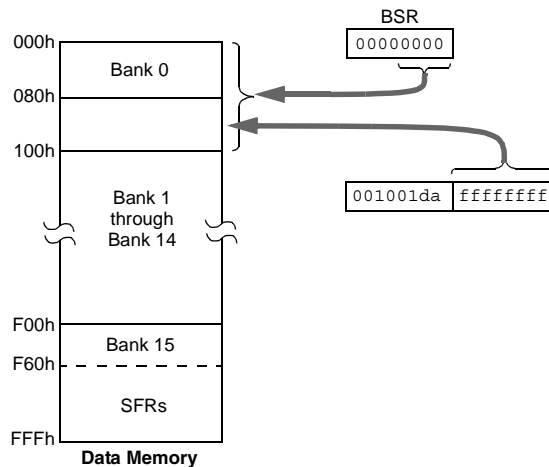 BSR
00000000
000h
Bank 0
080h
100h
001001da ffffffff
Bank 1
through
Bank 14
F00h
Bank 15
F60h
SFRs
FFFh
Data Memory